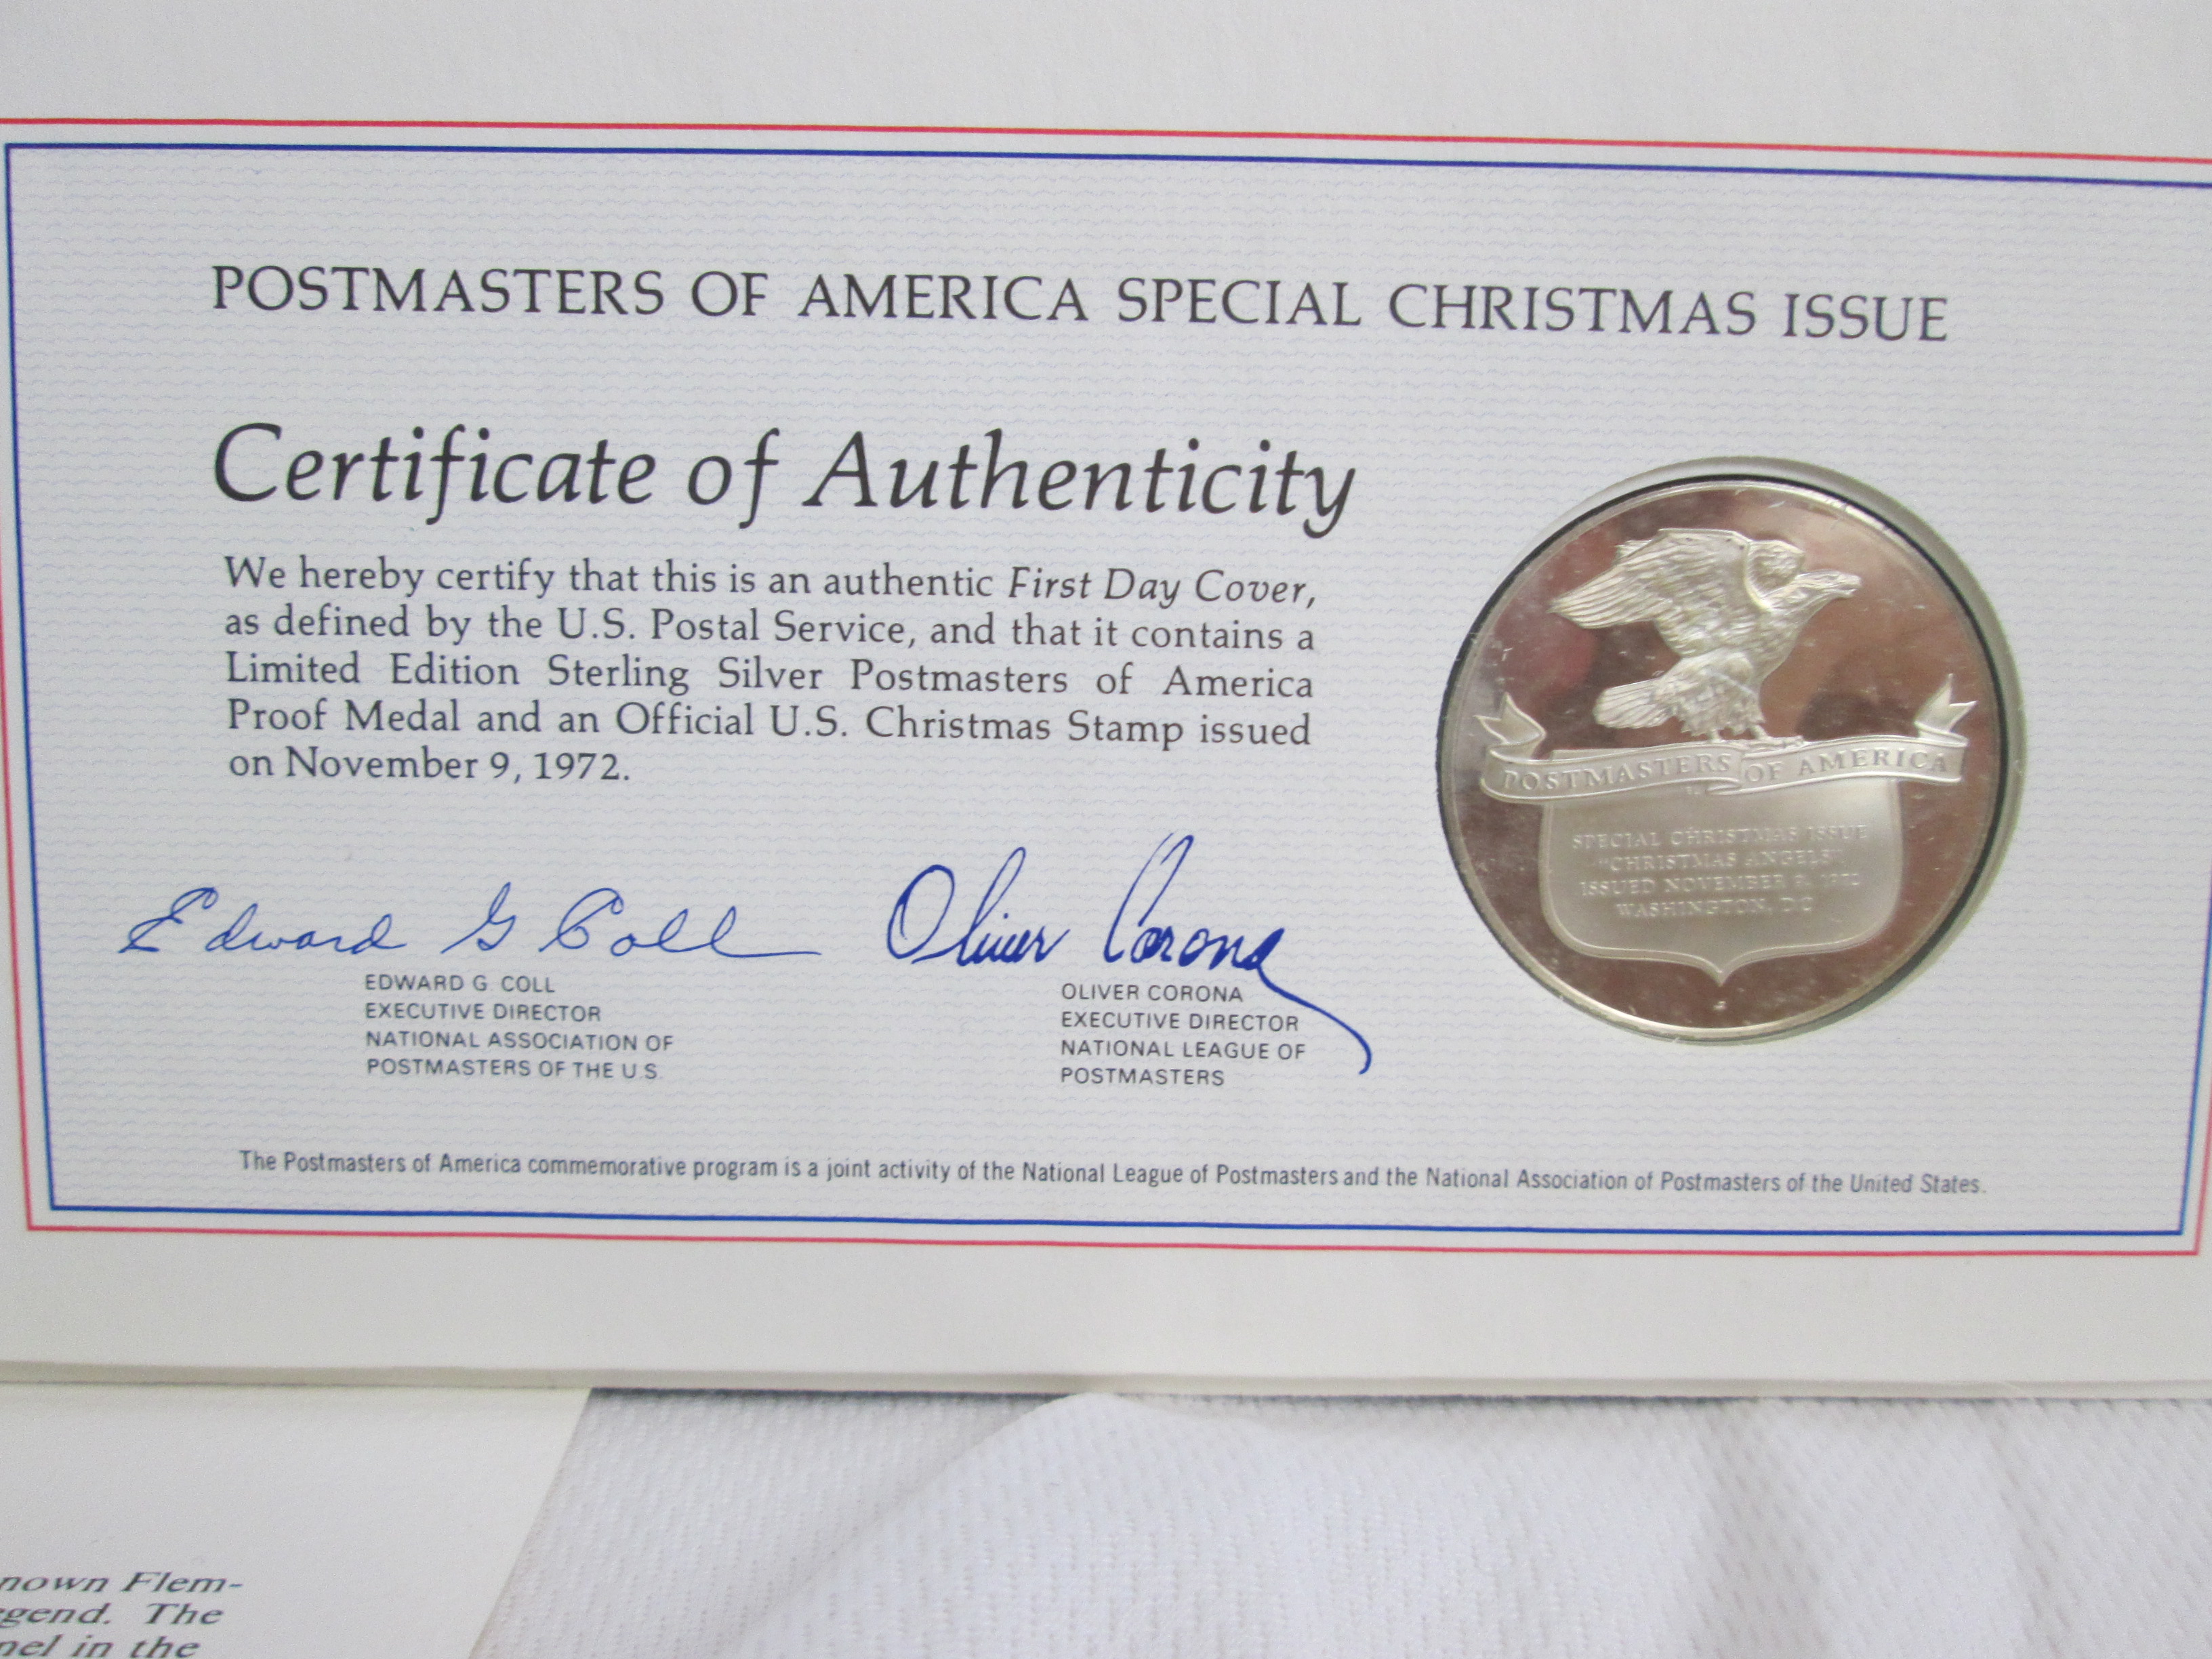 POSTMASTERS OF AMERICA SPECIAL CHRISTMAS ISSUE
Certificate of Authenticity
We hereby certify that this is an authentic First Day Cover,
as defined by the U.S. Postal Service, and that it contains a
Limited Edition Sterling Silver Postmasters of America
Proof Medal and an Official U.S. Christmas Stamp issued
on November 9, 1972.
Edward G Coll
EDWARD G. COLL
EXECUTIVE DIRECTOR
NATIONAL ASSOCIATION OF
POSTMASTERS OF THE U.S.
Oliver Corona
OLIVER CORONA
EXECUTIVE DIRECTOR
NATIONAL LEAGUE OF
POSTMASTERS
POSTMASTERS OF AMERICA
SPECIAL CHRISTMAS ISSUE
"CHRISTMAS ANGELS"
ISSUED NOVEMBER 9, 1972
WASHINGTON, DC
The Postmasters of America commemorative program is a joint activity of the National League of Postmasters and the National Association of Postmasters of the United States.
nown Flem-
egend. The
nel in the